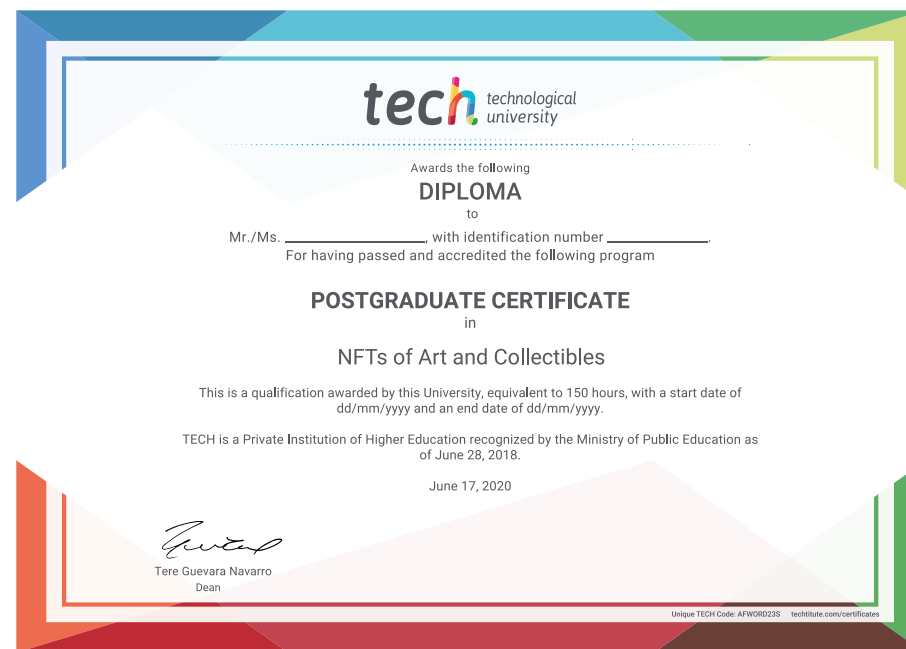 tech technological
university
Awards the following
DIPLOMA
to
Mr./Ms. ____________________, with identification number ______________.
For having passed and accredited the following program
POSTGRADUATE CERTIFICATE
in
NFTs of Art and Collectibles
This is a qualification awarded by this University, equivalent to 150 hours, with a start date of
dd/mm/yyyy and an end date of dd/mm/yyyy.
TECH is a Private Institution of Higher Education recognized by the Ministry of Public Education as
of June 28, 2018.
June 17, 2020
Tere Guevara Navarro
Dean
Unique TECH Code: AFWORD23S techtitute.com/certificates